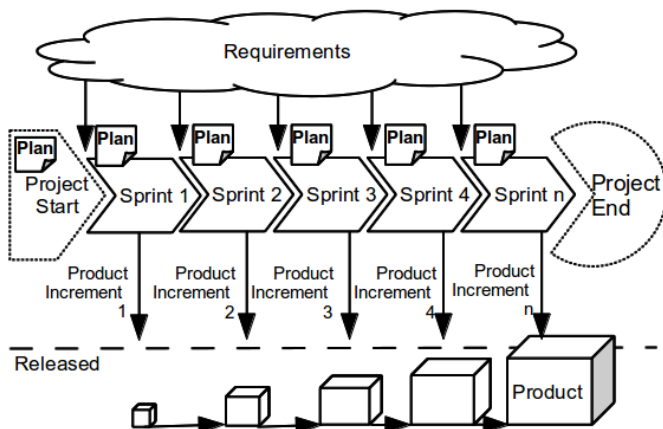 Requirements
Plan
Plan
Plan
Plan
Plan
Plan
Project
Start
Sprint 1
Sprint 2
Sprint 3
Sprint 4
Sprint n
Project
End
Product
Increment
1
Product
Increment
2
Product
Increment
3
Product
Increment
4
Product
Increment
n
Released
Product